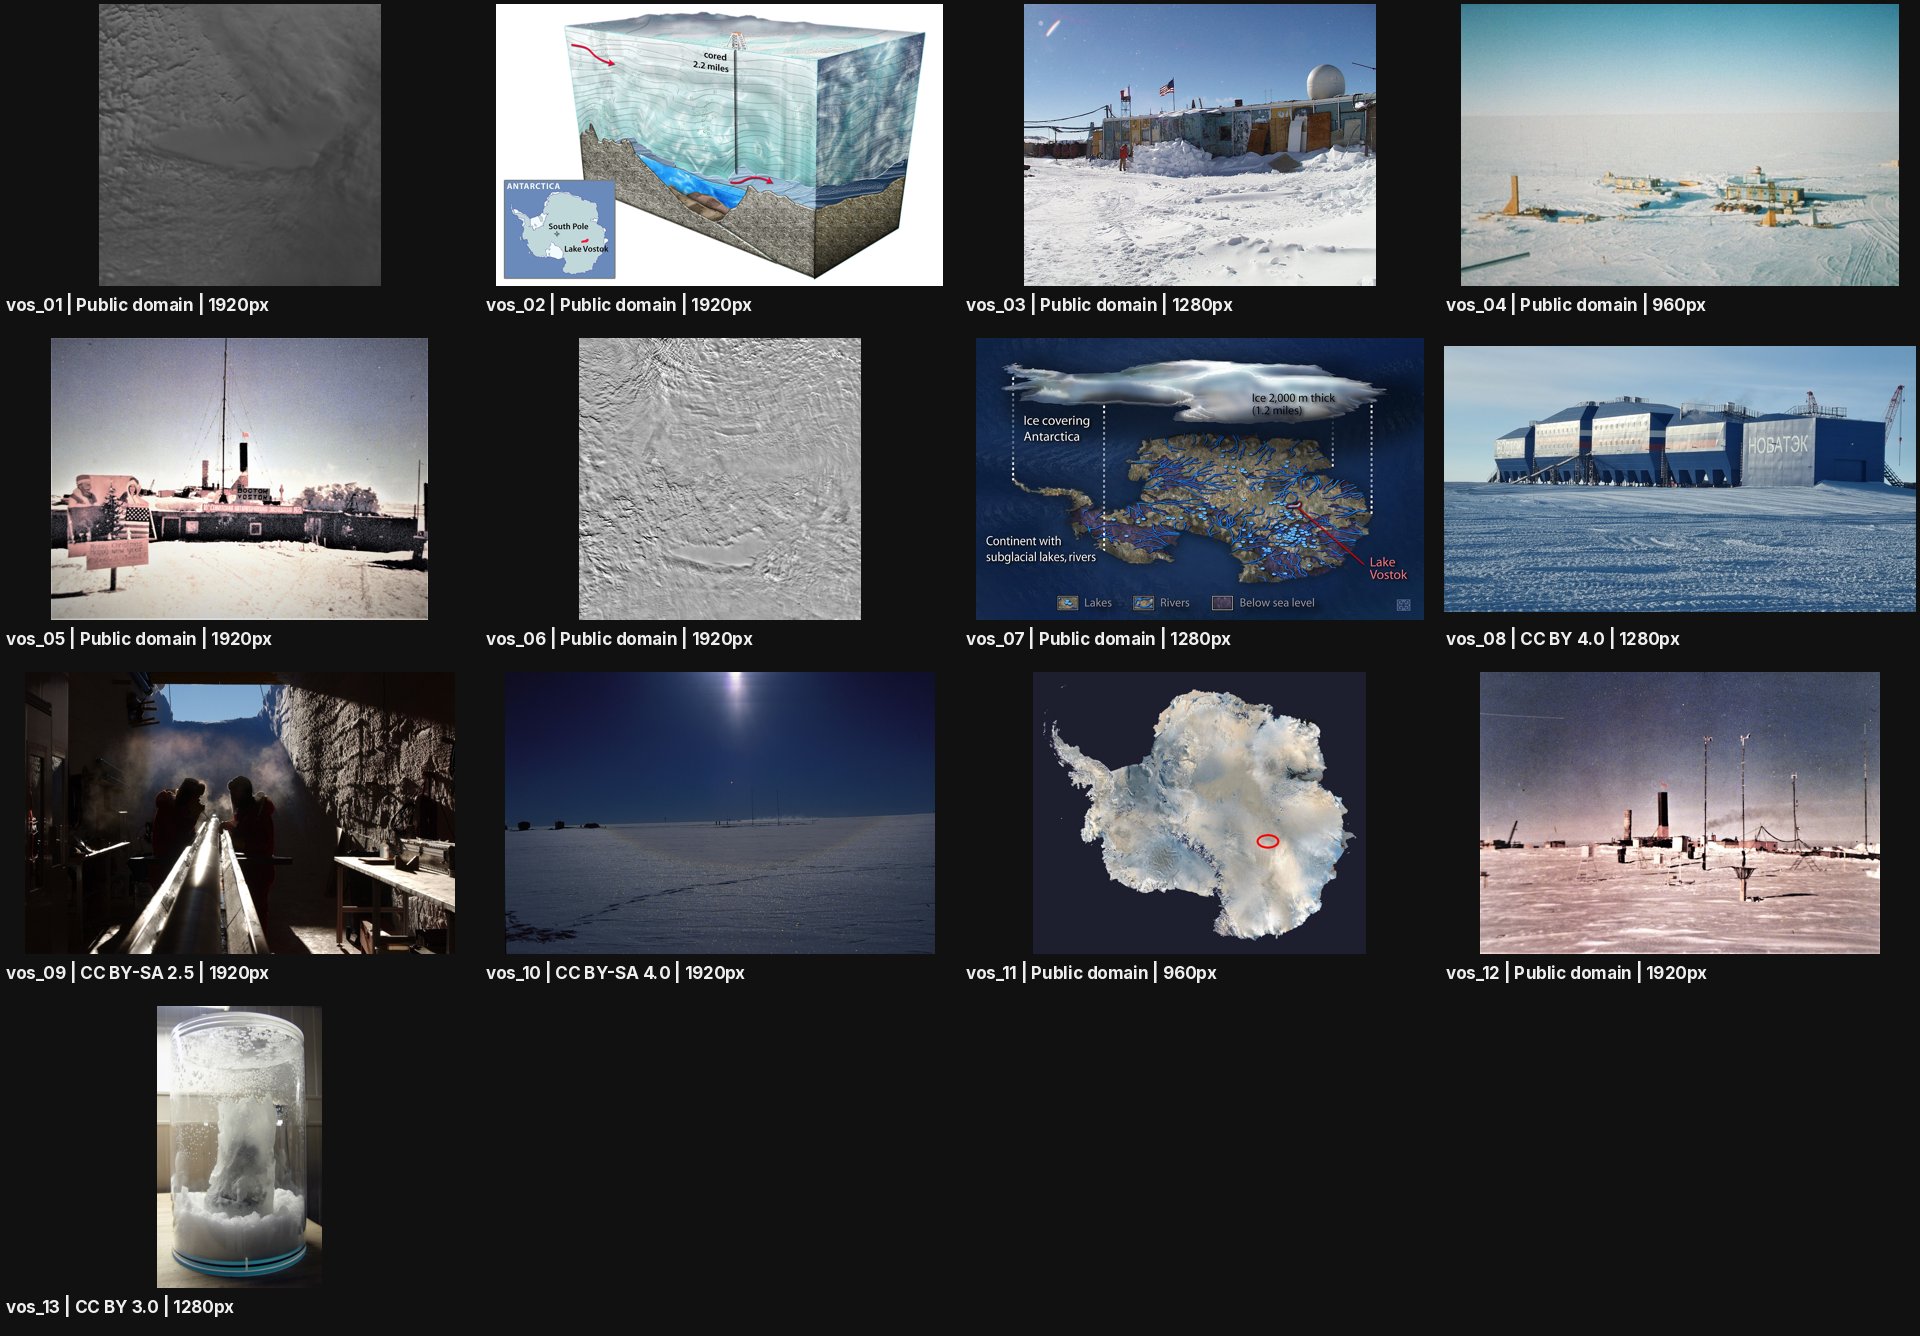 vos_01 | Public domain | 1920px
cored
2.2 miles
ANTARCTICA
South Pole
Lake Vostok
vos_02 | Public domain | 1920px
vos_03 | Public domain | 1280px
vos_04 | Public domain | 960px
ВОСТОК
VOSTOK
vos_05 | Public domain | 1920px
vos_06 | Public domain | 1920px
Ice 2,000 m thick
(1.2 miles)
Ice covering
Antarctica
Continent with
subglacial lakes, rivers
Lake
Vostok
Lakes
Rivers
Below sea level
vos_07 | Public domain | 1280px
НОВАТЭК
vos_08 | CC BY 4.0 | 1280px
vos_09 | CC BY-SA 2.5 | 1920px
vos_10 | CC BY-SA 4.0 | 1920px
vos_11 | Public domain | 960px
vos_12 | Public domain | 1920px
vos_13 | CC BY 3.0 | 1280px